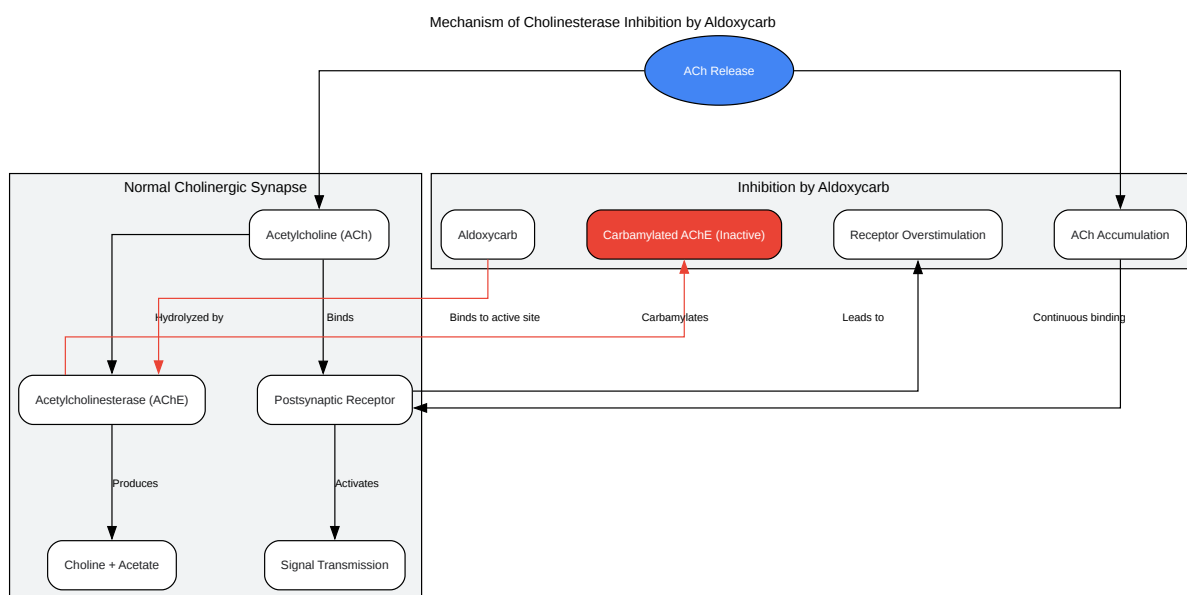 Mechanism of Cholinesterase Inhibition by Aldoxycarb
ACh Release
Normal Cholinergic Synapse
Inhibition by Aldoxycarb
Acetylcholine (ACh)
Aldoxycarb
Carbamylated AChE (Inactive)
Receptor Overstimulation
ACh Accumulation
Hydrolyzed by
Binds
Binds to active site
Carbamylates
Leads to
Continuous binding
Acetylcholinesterase (AChE)
Postsynaptic Receptor
Produces
Activates
Choline + Acetate
Signal Transmission